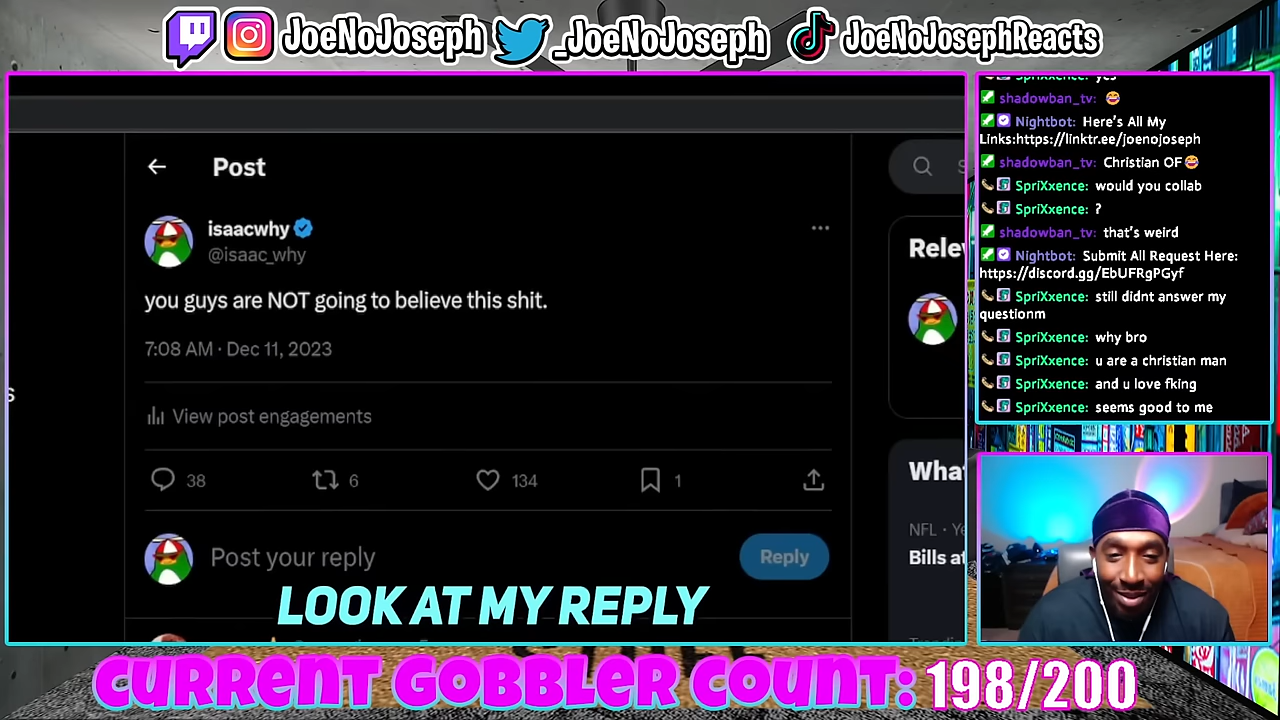 JoeNoJoseph
_JoeNoJoseph
JoeNoJosephReacts
Post
isaacwhy
@isaac_why
you guys are NOT going to believe this shit.
7:08 AM · Dec 11, 2023
View post engagements
38
6
134
1
Post your reply
Reply
LOOK AT MY REPLY
S
Rele
What
NFL · Ye
Bills at
SpriXxence: yes
shadowban_tv: 😂
Nightbot: Here's All My
Links:https://linktr.ee/joenojoseph
shadowban_tv: Christian OF😂
SpriXxence: would you collab
SpriXxence: ?
shadowban_tv: that's weird
Nightbot: Submit All Request Here:
https://discord.gg/EbUFRgPGyf
SpriXxence: still didnt answer my
questionm
SpriXxence: why bro
SpriXxence: u are a christian man
SpriXxence: and u love fking
SpriXxence: seems good to me
CURRENT GOBBLER COUNT: 198/200